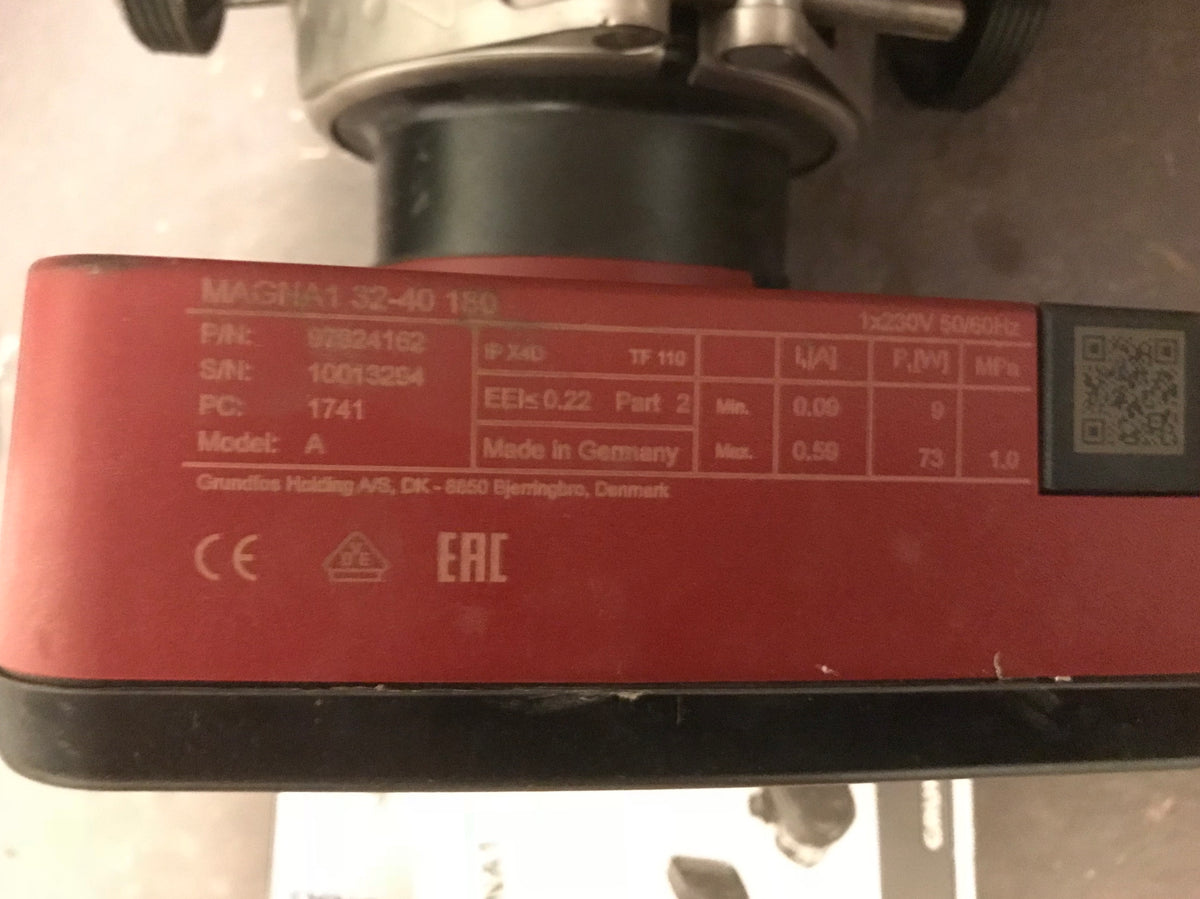 MAGNA1 32-40 180
1x230V 50/60Hz
P/N: 97924162
S/N: 10013294
PC: 1741
Model: A
IP X4D TF 110
EEI≤0.22 Part 2
Made in Germany
I₁[A] P₁[W] MPa
Min. 0.09 9
Max. 0.59 73 1.0
Grundfos Holding A/S, DK - 8850 Bjerringbro, Denmark
CE
VDE
EAC